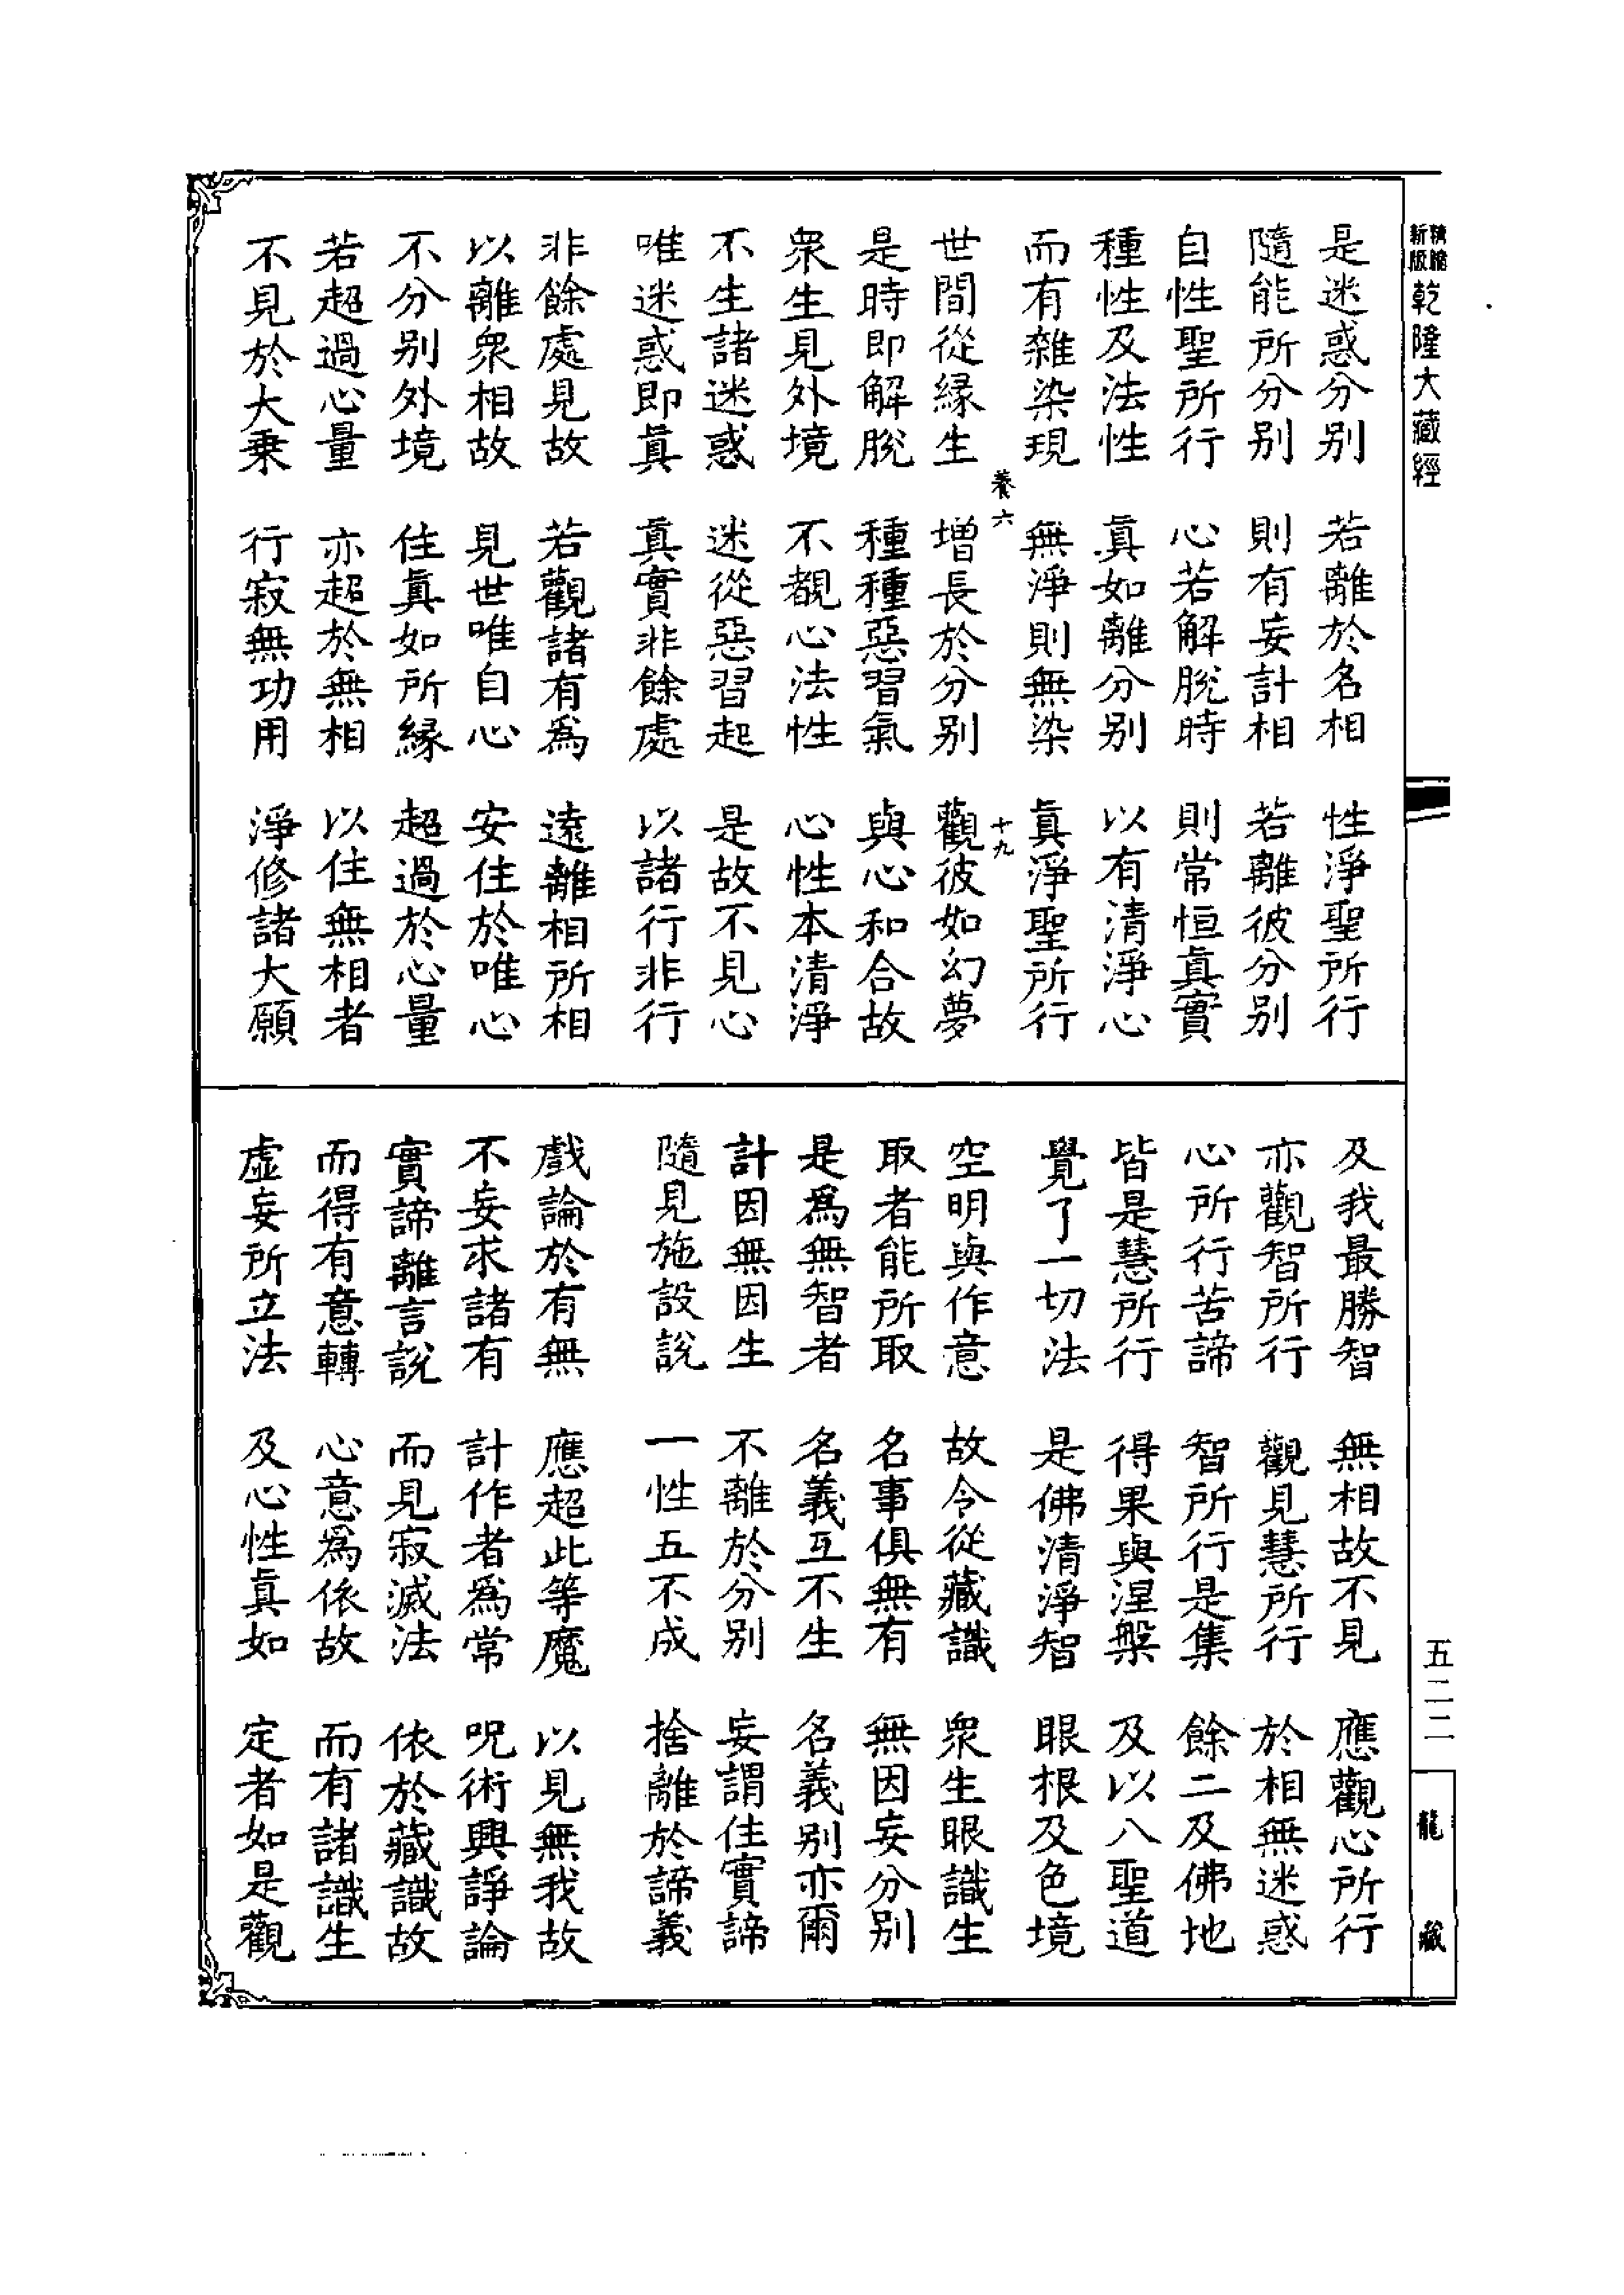 精縮新版乾隆大藏經
是迷惑分別 若離於名相 性淨聖所行
隨能所分別 則有妄計相 若離彼分別
自性聖所行 心若解脫時 則常恒真實
種性及法性 真如離分別 以有清淨心
而有雜染現 無淨則無染 真淨聖所行
養六 十九
世間從緣生 增長於分別 觀彼如幻夢
是時即解脫 種種惡習氣 與心和合故
眾生見外境 不覩心法性 心性本清淨
不生諸迷惑 迷從惡習起 是故不見心
唯迷惑即真 真實非餘處 以諸行非行
非餘處見故 若觀諸有為 遠離相所相
以離眾相故 見世唯自心 安住於唯心
不分別外境 住真如所緣 超過於心量
若超過心量 亦超於無相 以住無相者
不見於大乘 行寂無功用 淨修諸大願
及我最勝智 無相故不見 應觀心所行
亦觀智所行 觀見慧所行 於相無迷惑
心所行苦諦 智所行是集 餘二及佛地
皆是慧所行 得果與涅槃 及以八聖道
覺了一切法 是佛清淨智 眼根及色境
空明與作意 故令從藏識 眾生眼識生
取者能所取 名事俱無有 無因妄分別
是為無智者 名義互不生 名義別亦爾
計因無因生 不離於分別 妄謂住實諦
隨見施設說 一性五不成 捨離於諦義
戲論於有無 應超此等魔 以見無我故
不妄求諸有 計作者為常 呪術興諍論
實諦離言說 而見寂滅法 依於藏識故
而得有意轉 心意為依故 而有諸識生
虛妄所立法 及心性真如 定者如是觀
五二二
龍藏